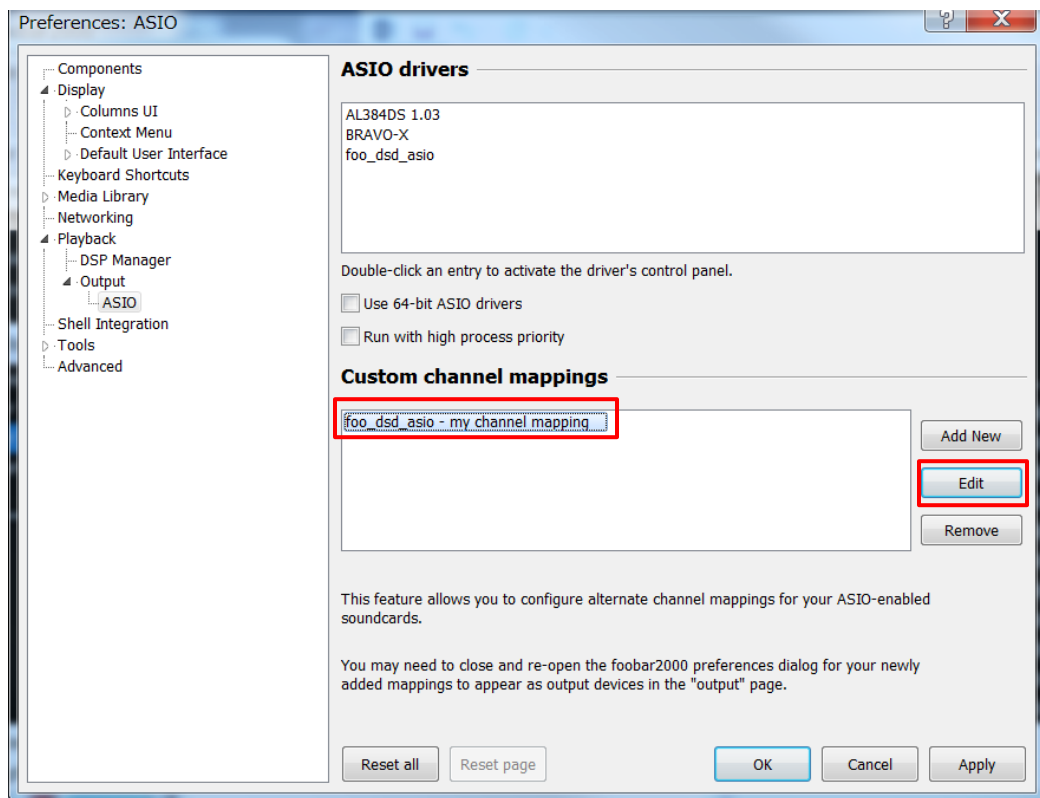 Preferences: ASIO
Components
Display
Columns UI
Context Menu
Default User Interface
Keyboard Shortcuts
Media Library
Networking
Playback
DSP Manager
Output
ASIO
Shell Integration
Tools
Advanced
ASIO drivers
AL384DS 1.03
BRAVO-X
foo_dsd_asio
Double-click an entry to activate the driver's control panel.
Use 64-bit ASIO drivers
Run with high process priority
Custom channel mappings
foo_dsd_asio - my channel mapping
Add New
Edit
Remove
This feature allows you to configure alternate channel mappings for your ASIO-enabled
soundcards.
You may need to close and re-open the foobar2000 preferences dialog for your newly
added mappings to appear as output devices in the "output" page.
Reset all
Reset page
OK
Cancel
Apply